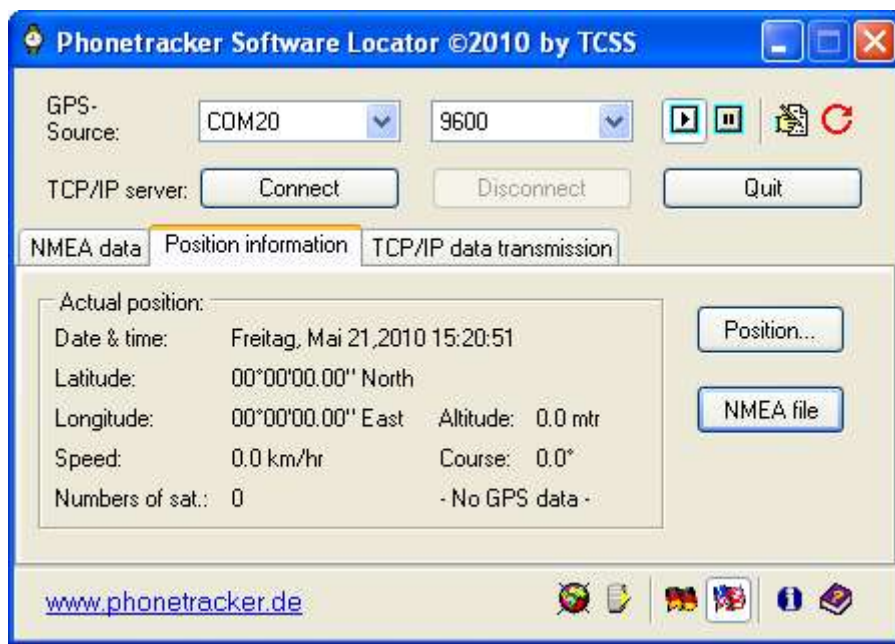 Phonetracker Software Locator ©2010 by TCSS
GPS-
Source:
COM20
9600
TCP/IP server:
Connect
Disconnect
Quit
NMEA data
Position information
TCP/IP data transmission
Actual position:
Date & time: Freitag, Mai 21,2010 15:20:51
Latitude: 00°00'00.00'' North
Longitude: 00°00'00.00'' East Altitude: 0.0 mtr
Speed: 0.0 km/hr Course: 0.0°
Numbers of sat.: 0 - No GPS data -
Position...
NMEA file
www.phonetracker.de